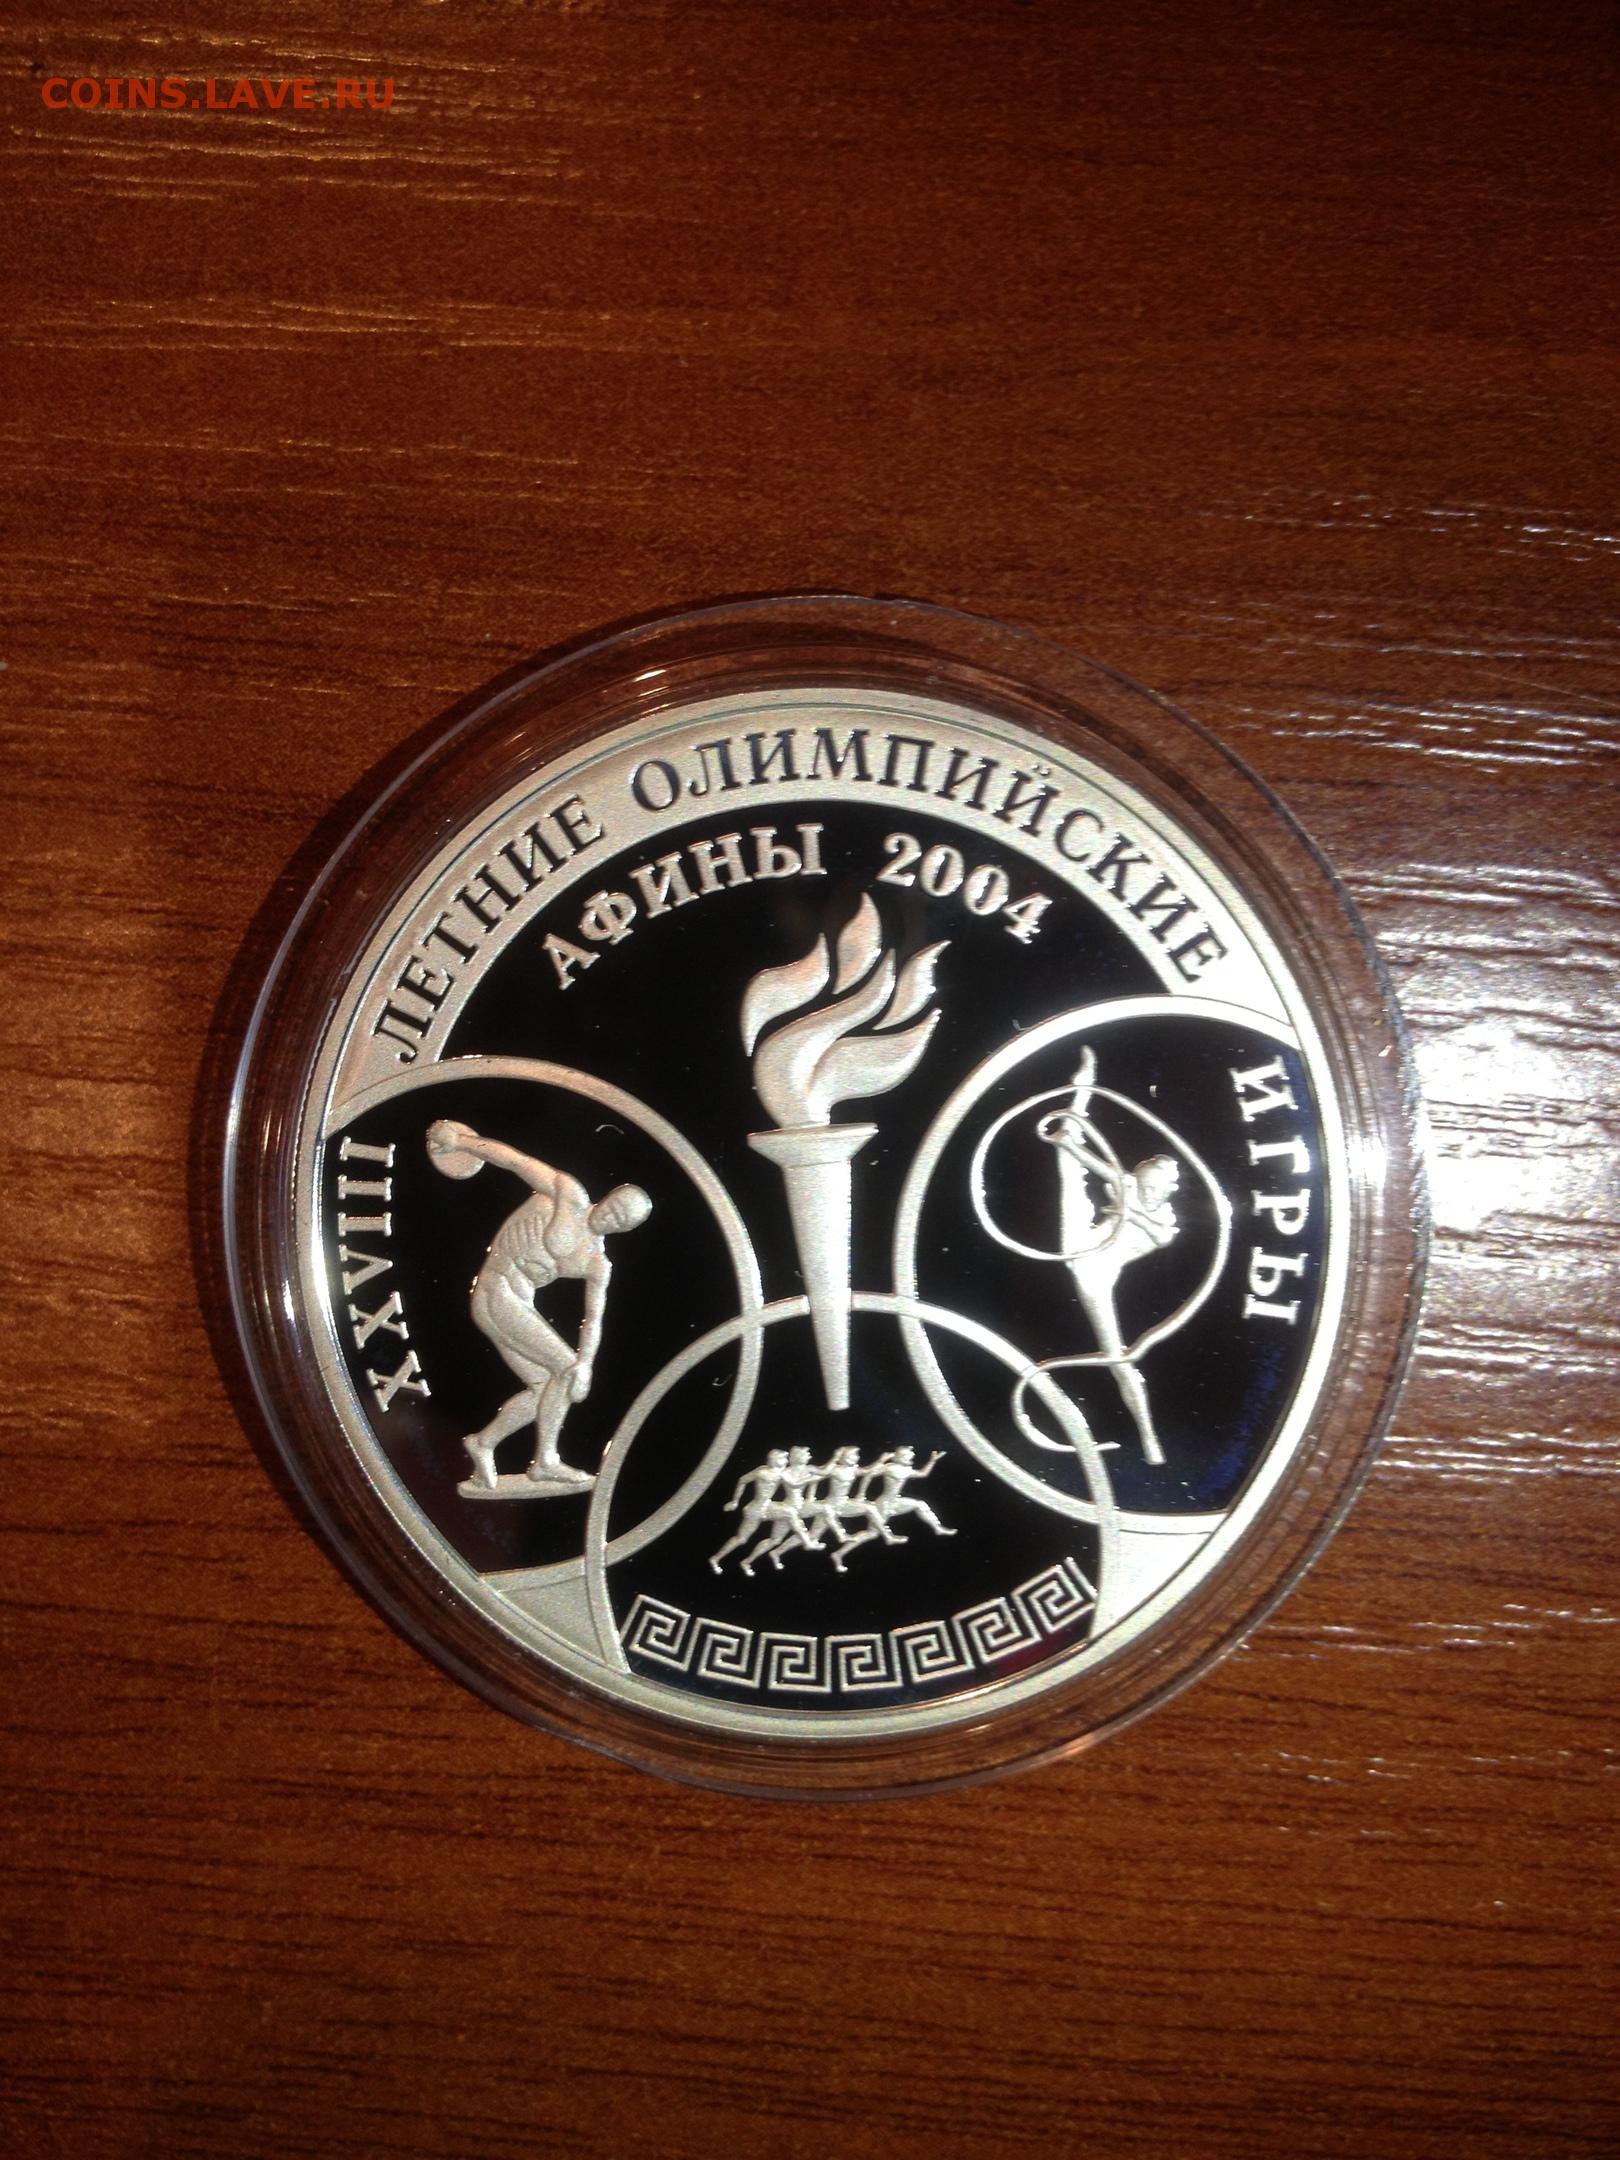 COINS.LAVE.RU
XXVIII ЛЕТНИЕ ОЛИМПИЙСКИЕ ИГРЫ
АФИНЫ 2004